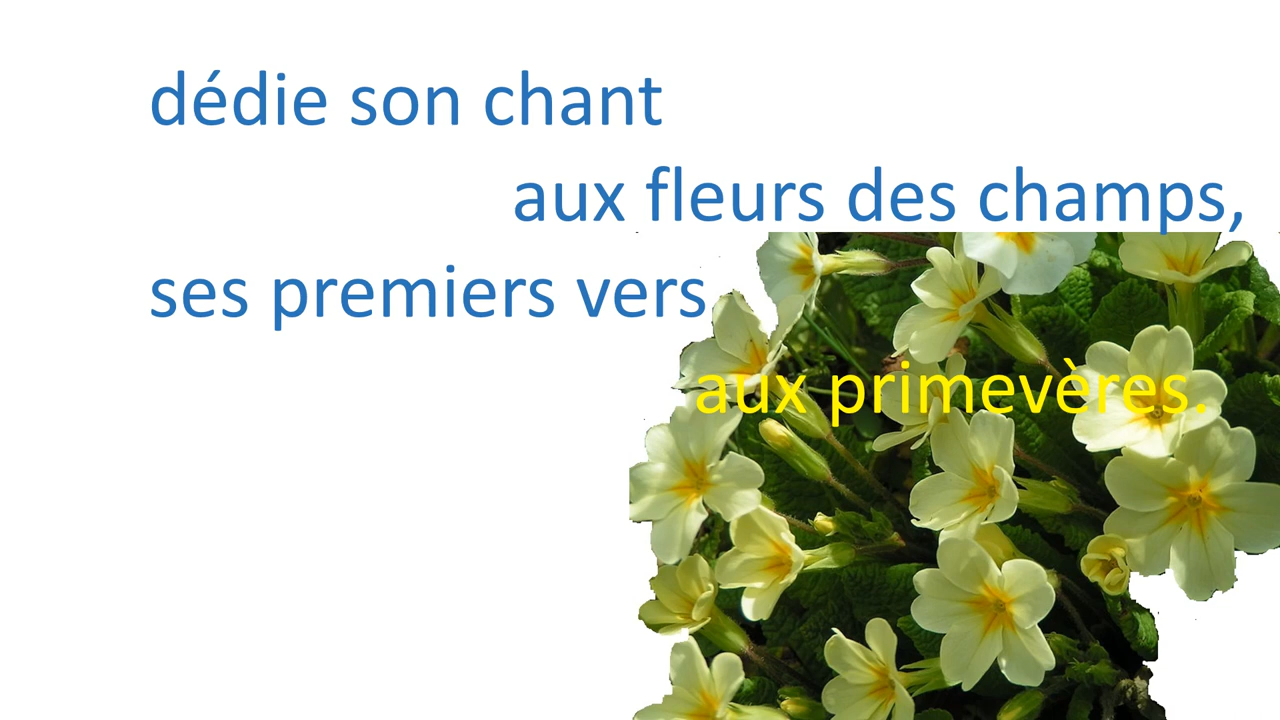 dédie son chant
aux fleurs des champs,
ses premiers vers
aux primevères.